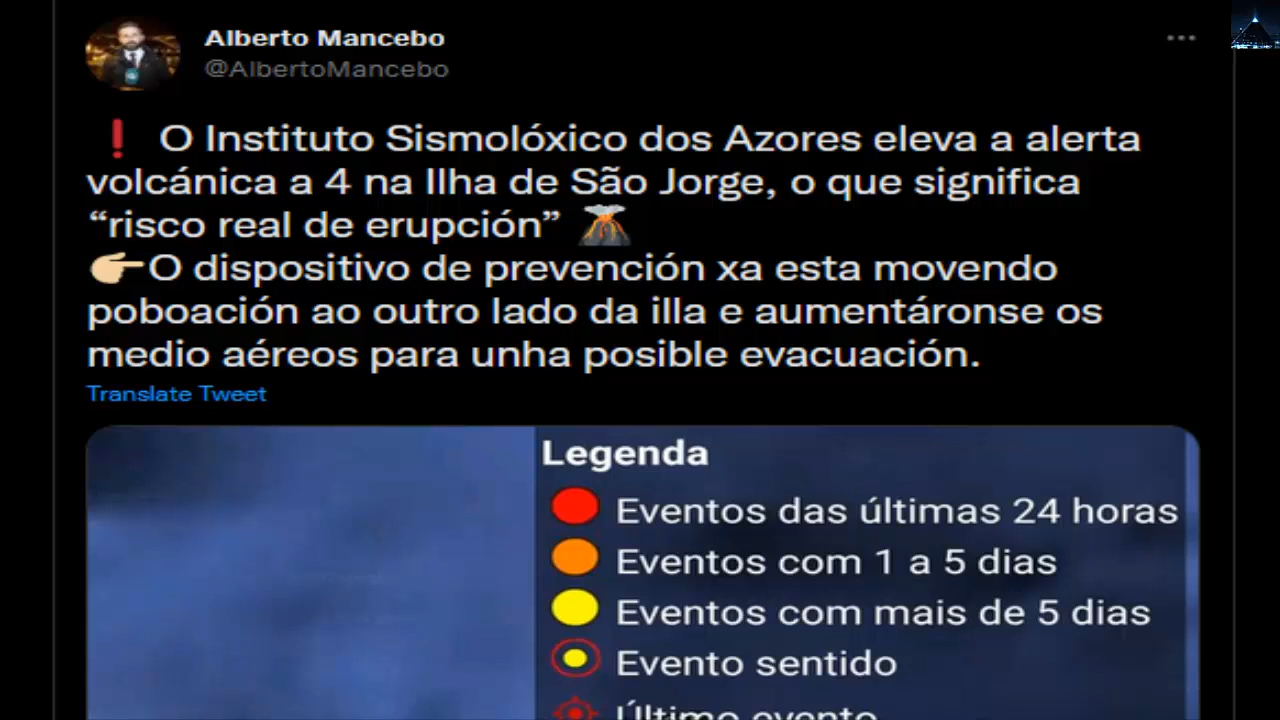 Alberto Mancebo
@AlbertoMancebo
❗ O Instituto Sismolóxico dos Azores eleva a alerta
volcánica a 4 na Ilha de São Jorge, o que significa
“risco real de erupción” 🌋
👉🏼O dispositivo de prevención xa esta movendo
poboación ao outro lado da illa e aumentáronse os
medio aéreos para unha posible evacuación.
Translate Tweet
Legenda
Eventos das últimas 24 horas
Eventos com 1 a 5 dias
Eventos com mais de 5 dias
Evento sentido
Último evento